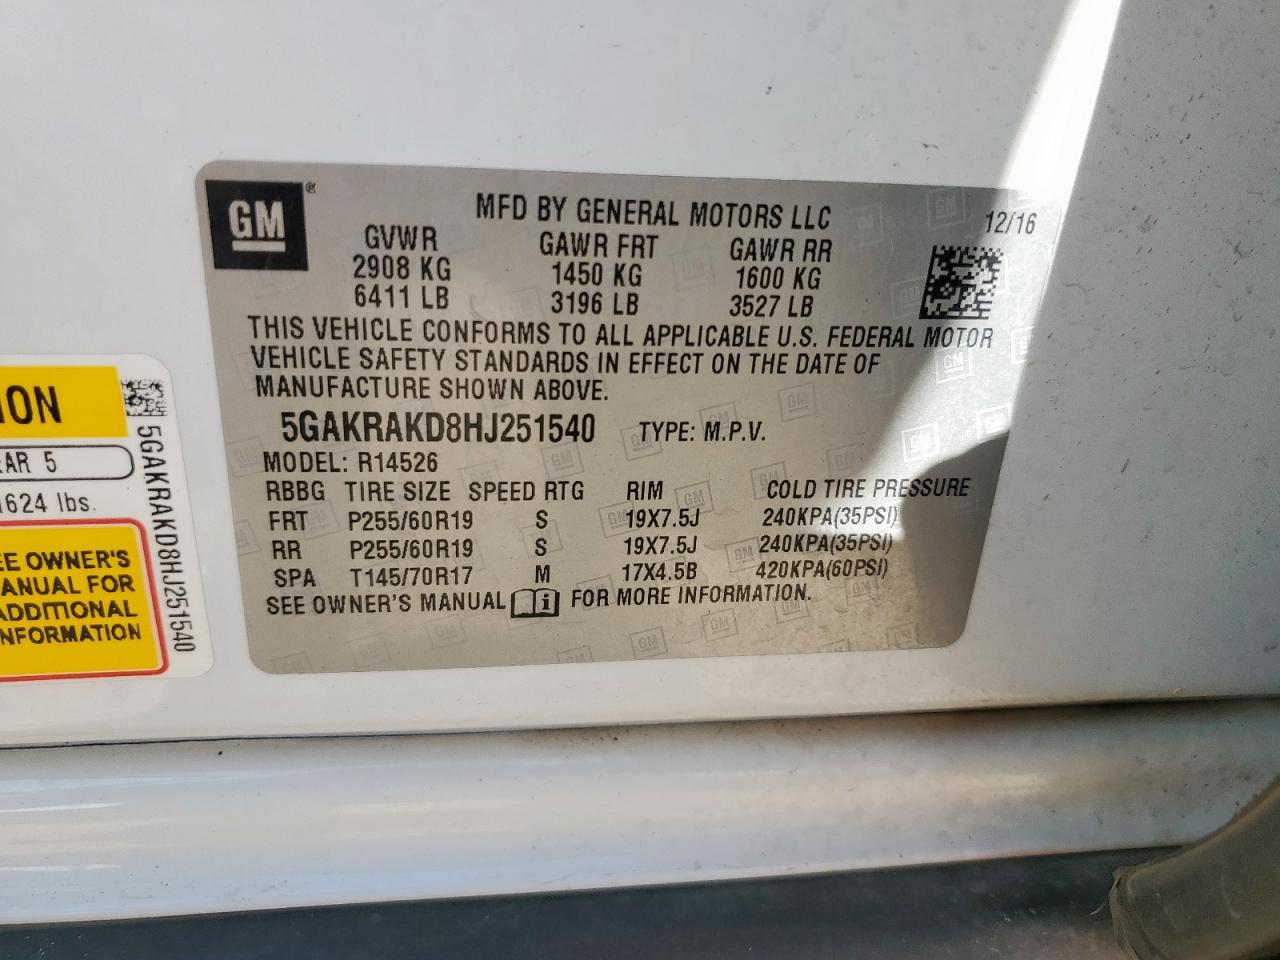 GM
MFD BY GENERAL MOTORS LLC
12/16
GVWR GAWR FRT GAWR RR
2908 KG 1450 KG 1600 KG
6411 LB 3196 LB 3527 LB
THIS VEHICLE CONFORMS TO ALL APPLICABLE U.S. FEDERAL MOTOR
VEHICLE SAFETY STANDARDS IN EFFECT ON THE DATE OF
MANUFACTURE SHOWN ABOVE.
5GAKRAKD8HJ251540 TYPE: M.P.V.
MODEL: R14526
RBBG TIRE SIZE SPEED RTG RIM COLD TIRE PRESSURE
FRT P255/60R19 S 19X7.5J 240KPA(35PSI)
RR P255/60R19 S 19X7.5J 240KPA(35PSI)
SPA T145/70R17 M 17X4.5B 420KPA(60PSI)
SEE OWNER'S MANUAL FOR MORE INFORMATION.
ION
AR 5
1624 lbs.
EE OWNER'S
ANUAL FOR
ADDITIONAL
NFORMATION
5GAKRAKD8HJ251540